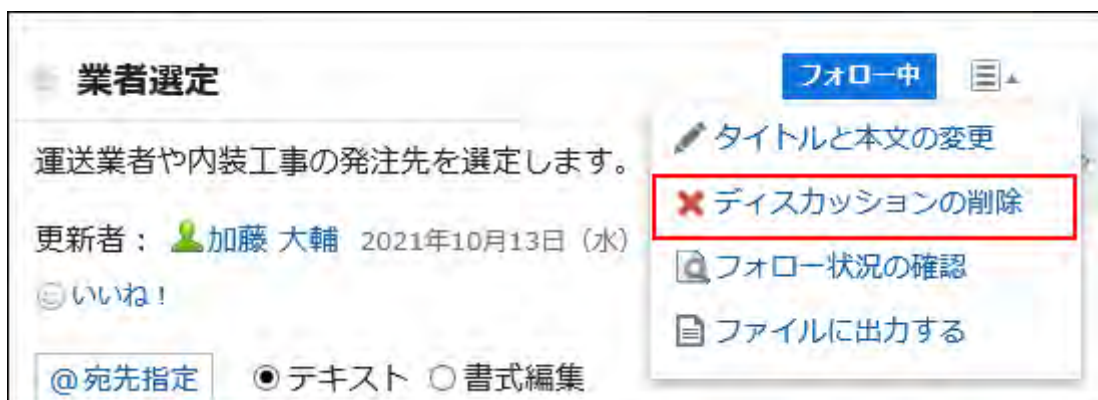 業者選定
フォロー中
運送業者や内装工事の発注先を選定します。
更新者： 加藤 大輔 2021年10月13日（水）
いいね！
@宛先指定 テキスト 書式編集
タイトルと本文の変更
ディスカッションの削除
フォロー状況の確認
ファイルに出力する